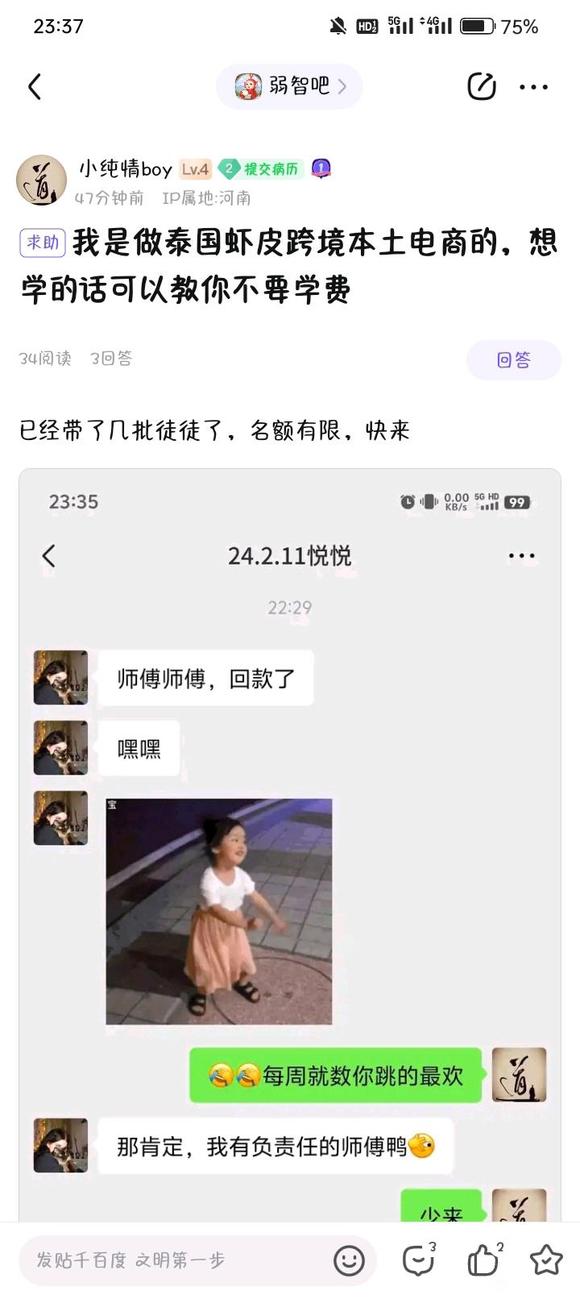 23:37
HD 5G 4G 75%
弱智吧
小纯情boy Lv.4 2 提交病历 1
47分钟前 IP属地:河南
求助 我是做泰国虾皮跨境本土电商的，想
学的话可以教你不要学费
34阅读 3回答
回答
已经带了几批徒徒了，名额有限，快来
23:35
0.00 KB/s 5G HD 99
24.2.11悦悦
22:29
师傅师傅，回款了
嘿嘿
宝
😂😂每周就数你跳的最欢
那肯定，我有负责任的师傅鸭
少来
发贴千百度 文明第一步
3
2